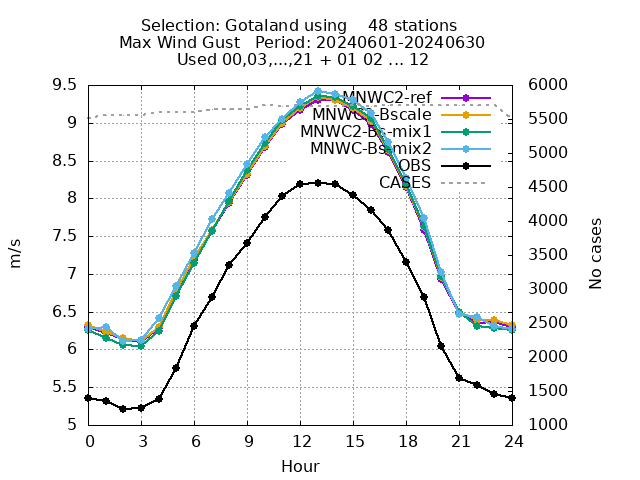 Selection: Gotaland using    48 stations
Max Wind Gust   Period: 20240601-20240630
Used 00,03,...,21 + 01 02 ... 12
MNWC2-ref
MNWC2-Bscale
MNWC2-Bs-mix1
MNWC-Bs-mix2
OBS
CASES
9.5
9
8.5
8
7.5
7
6.5
6
5.5
5
m/s
6000
5500
5000
4500
4000
3500
3000
2500
2000
1500
1000
No cases
0 3 6 9 12 15 18 21 24
Hour